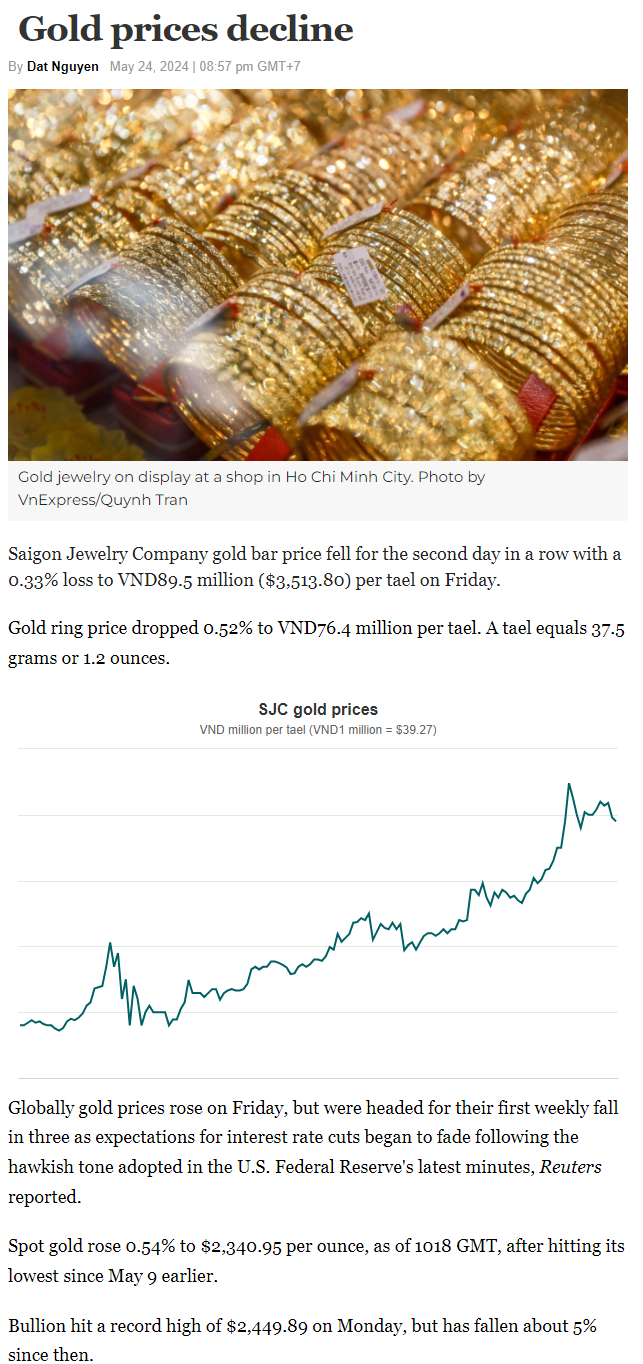 Gold prices decline
By Dat Nguyen May 24, 2024 | 08:57 pm GMT+7
Gold jewelry on display at a shop in Ho Chi Minh City. Photo by
VnExpress/Quynh Tran
Saigon Jewelry Company gold bar price fell for the second day in a row with a
0.33% loss to VND89.5 million ($3,513.80) per tael on Friday.
Gold ring price dropped 0.52% to VND76.4 million per tael. A tael equals 37.5
grams or 1.2 ounces.
SJC gold prices
VND million per tael (VND1 million = $39.27)
Globally gold prices rose on Friday, but were headed for their first weekly fall
in three as expectations for interest rate cuts began to fade following the
hawkish tone adopted in the U.S. Federal Reserve's latest minutes, Reuters
reported.
Spot gold rose 0.54% to $2,340.95 per ounce, as of 1018 GMT, after hitting its
lowest since May 9 earlier.
Bullion hit a record high of $2,449.89 on Monday, but has fallen about 5%
since then.